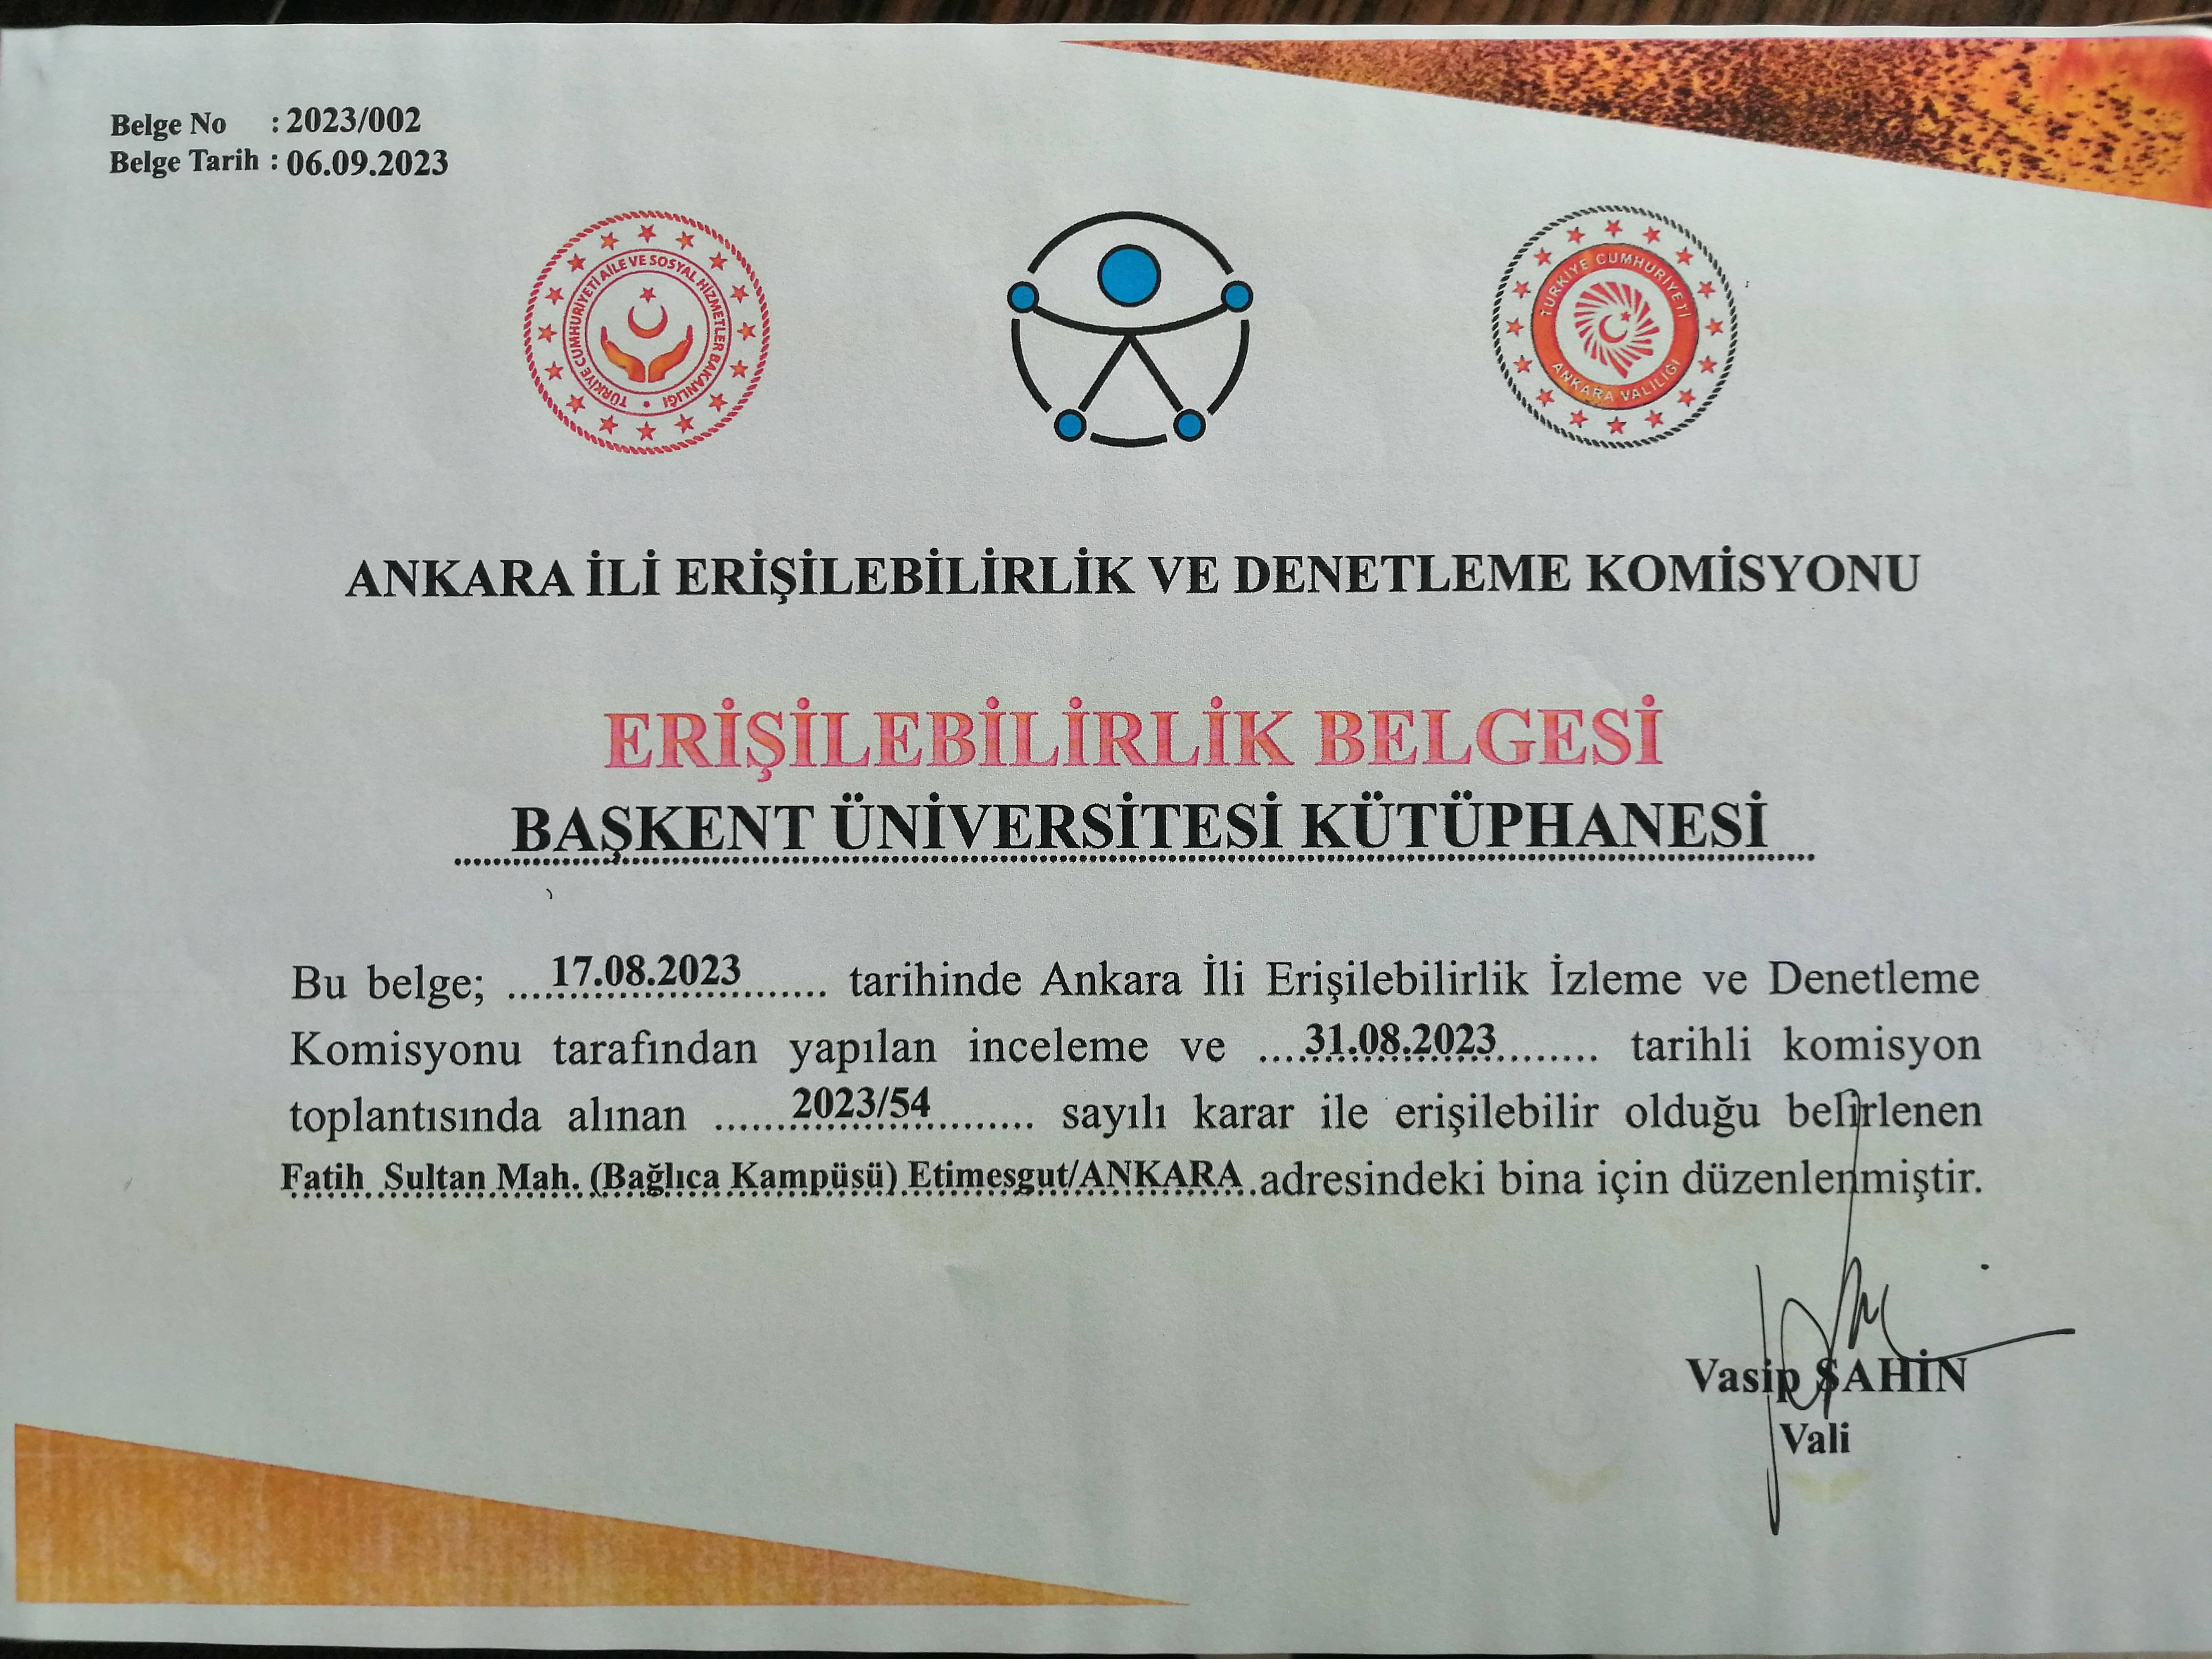 Belge No : 2023/002
Belge Tarih : 06.09.2023
TÜRKİYE CUMHURİYETİ AİLE VE SOSYAL HİZMETLER BAKANLIĞI
TÜRKİYE CUMHURİYETİ
ANKARA VALİLİĞİ
ANKARA İLİ ERİŞİLEBİLİRLİK VE DENETLEME KOMİSYONU
ERİŞİLEBİLİRLİK BELGESİ
BAŞKENT ÜNİVERSİTESİ KÜTÜPHANESİ
Bu belge; 17.08.2023 tarihinde Ankara İli Erişilebilirlik İzleme ve Denetleme
Komisyonu tarafından yapılan inceleme ve 31.08.2023 tarihli komisyon
toplantısında alınan 2023/54 sayılı karar ile erişilebilir olduğu belirlenen
Fatih Sultan Mah. (Bağlıca Kampüsü) Etimesgut/ANKARA adresindeki bina için düzenlenmiştir.
Vasip ŞAHİN
Vali